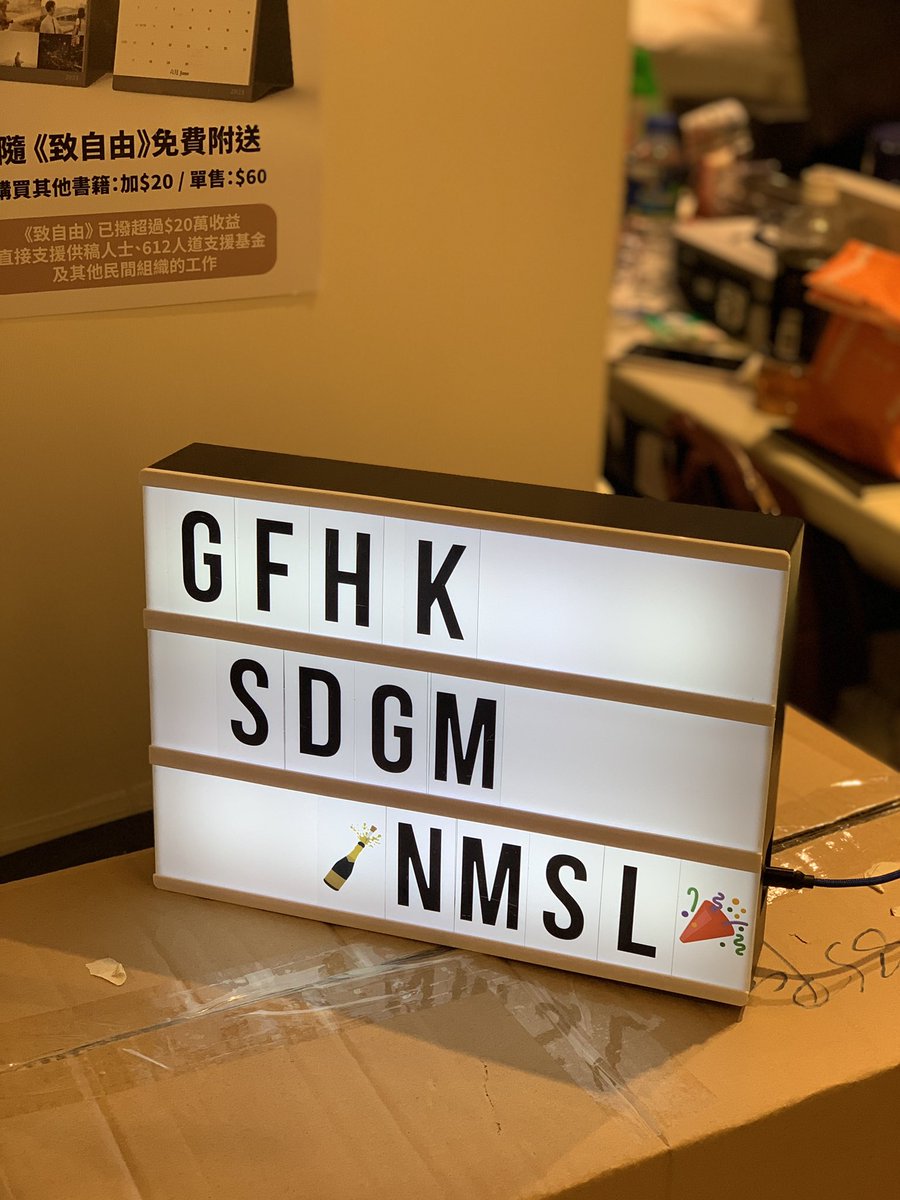 隨《致自由》免費附送
購買其他書籍：加$20 / 單售：$60
《致自由》已撥超過$20萬收益
直接支援供稿人士、612人道支援基金
及其他民間組織的工作
GFHK
SDGM
NMSL